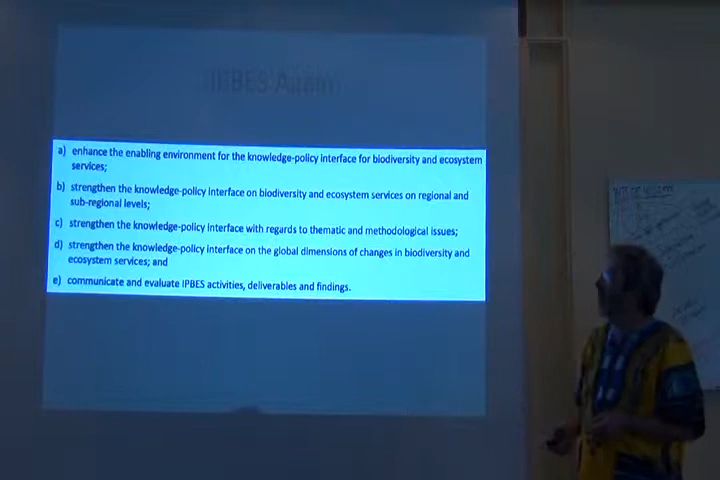 IPBES Again
a) enhance the enabling environment for the knowledge-policy interface for biodiversity and ecosystem
services;
b) strengthen the knowledge-policy interface on biodiversity and ecosystem services on regional and
sub-regional levels;
c) strengthen the knowledge-policy interface with regards to thematic and methodological issues;
d) strengthen the knowledge-policy interface on the global dimensions of changes in biodiversity and
ecosystem services; and
e) communicate and evaluate IPBES activities, deliverables and findings.